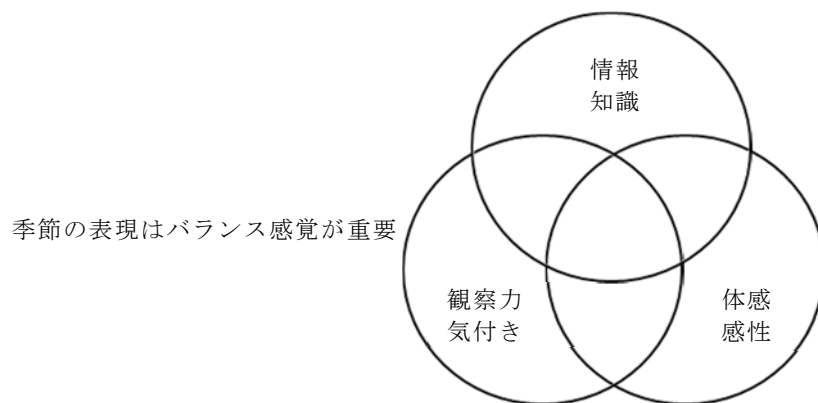 情報
知識
季節の表現はバランス感覚が重要
観察力
気付き
体感
感性